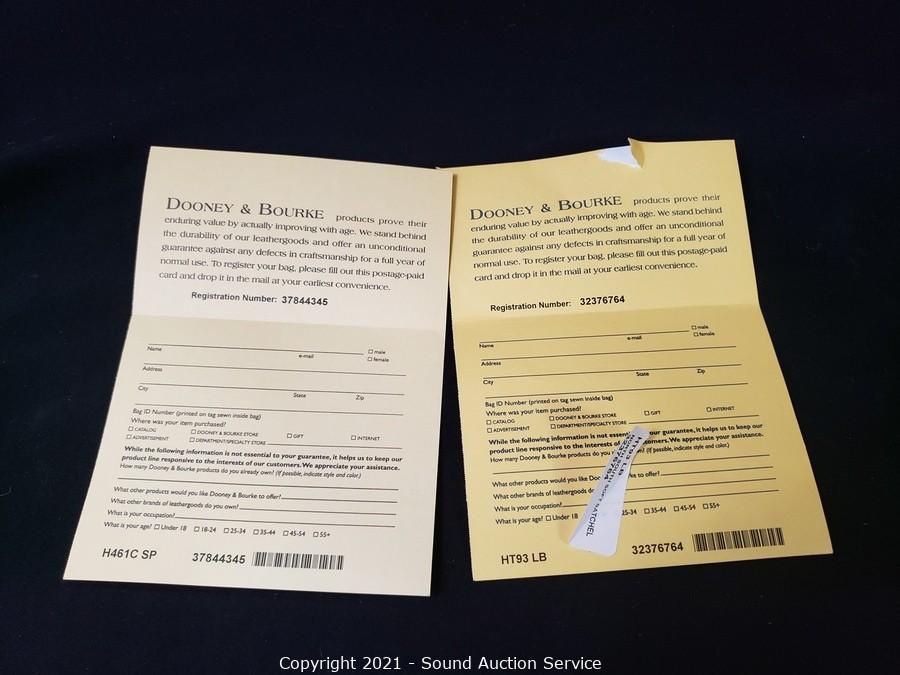 DOONEY & BOURKE products prove their
enduring value by actually improving with age. We stand behind
the durability of our leathergoods and offer an unconditional
guarantee against any defects in craftsmanship for a full year of
normal use. To register your bag, please fill out this postage-paid
card and drop it in the mail at your earliest convenience.
Registration Number: 37844345
Name e-mail □ male
□ female
Address
City State Zip
Bag ID Number (printed on tag sewn inside bag)
Where was your item purchased?
□ CATALOG □ DOONEY & BOURKE STORE □ GIFT □ INTERNET
□ ADVERTISEMENT □ DEPARTMENT/SPECIALTY STORE
While the following information is not essential to your guarantee, it helps us to keep our
product line responsive to the interests of our customers. We appreciate your assistance.
How many Dooney & Bourke products do you already own? (If possible, indicate style and color.)
What other products would you like Dooney & Bourke to offer?
What other brands of leathergoods do you own?
What is your occupation?
What is your age? □ Under 18 □ 18-24 □ 25-34 □ 35-44 □ 45-54 □ 55+
H461C SP 37844345
DOONEY & BOURKE products prove their
enduring value by actually improving with age. We stand behind
the durability of our leathergoods and offer an unconditional
guarantee against any defects in craftsmanship for a full year of
normal use. To register your bag, please fill out this postage-paid
card and drop it in the mail at your earliest convenience.
Registration Number: 32376764
Name e-mail □ male
□ female
Address
City State Zip
Bag ID Number (printed on tag sewn inside bag)
Where was your item purchased?
□ CATALOG □ DOONEY & BOURKE STORE □ GIFT □ INTERNET
□ ADVERTISEMENT □ DEPARTMENT/SPECIALTY STORE
While the following information is not essen your guarantee, it helps us to keep our
product line responsive to the interests of customers. We appreciate your assistance.
How many Dooney & Bourke products do you own? (If possible, indicate style and color.)
What other products would you like Doo to offer?
What other brands of leathergoods do
What is your occupation?
What is your age? □ Under 18 25-34 □ 35-44 □ 45-54 □ 55+
HT93 LB
SATCHEL
HT93 LB 32376764
Copyright 2021 - Sound Auction Service